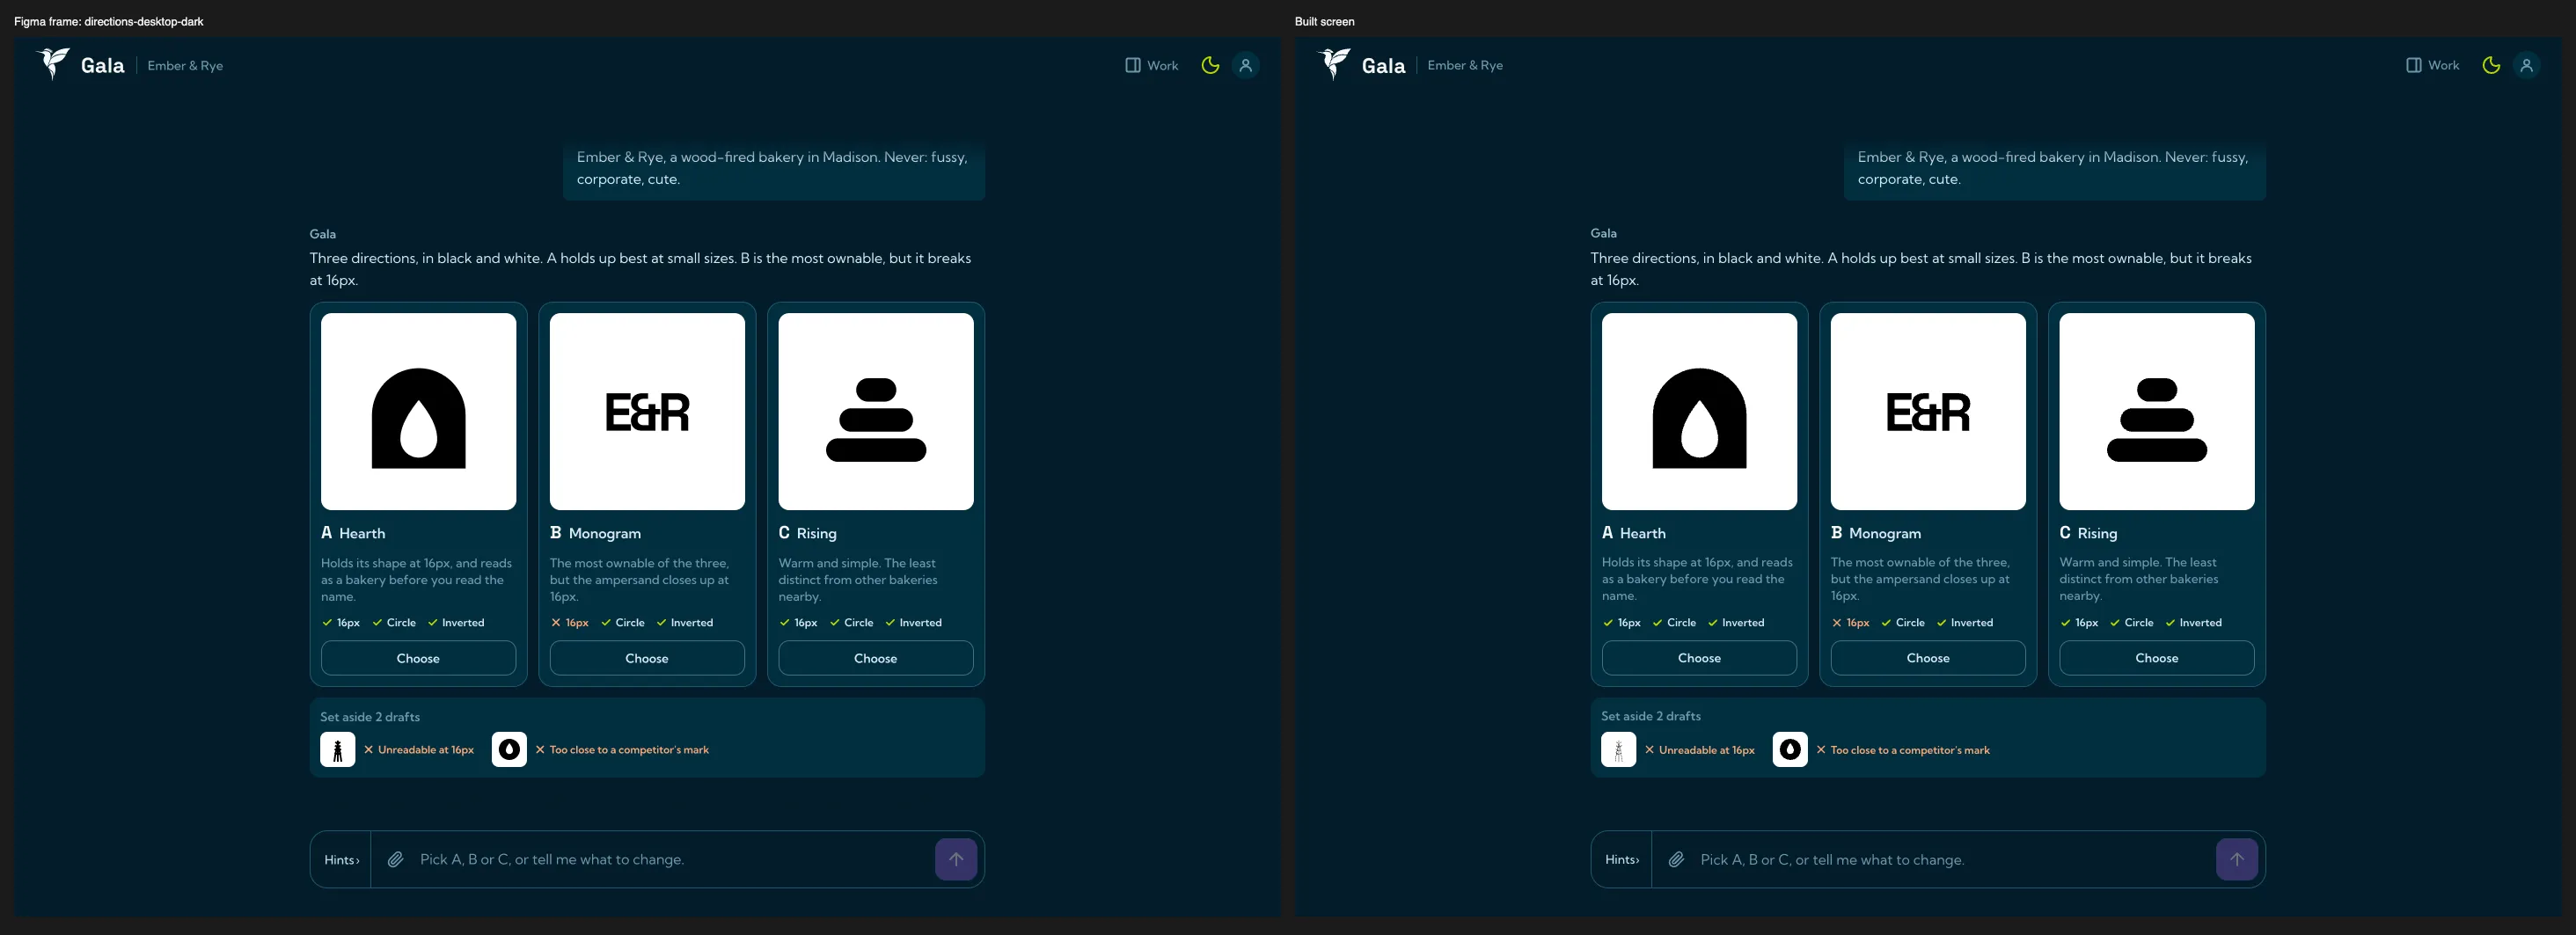 Figma frame: directions-desktop-dark
Gala
Ember & Rye
Work
Ember & Rye, a wood-fired bakery in Madison. Never: fussy,
corporate, cute.
Gala
Three directions, in black and white. A holds up best at small sizes. B is the most ownable, but it breaks
at 16px.
E&R
A Hearth
Holds its shape at 16px, and reads
as a bakery before you read the
name.
16px Circle Inverted
Choose
B Monogram
The most ownable of the three,
but the ampersand closes up at
16px.
16px Circle Inverted
Choose
C Rising
Warm and simple. The least
distinct from other bakeries
nearby.
16px Circle Inverted
Choose
Set aside 2 drafts
Unreadable at 16px
Too close to a competitor's mark
Hints›
Pick A, B or C, or tell me what to change.
Built screen
Gala
Ember & Rye
Work
Ember & Rye, a wood-fired bakery in Madison. Never: fussy,
corporate, cute.
Gala
Three directions, in black and white. A holds up best at small sizes. B is the most ownable, but it breaks
at 16px.
E&R
A Hearth
Holds its shape at 16px, and reads
as a bakery before you read the
name.
16px Circle Inverted
Choose
B Monogram
The most ownable of the three,
but the ampersand closes up at
16px.
16px Circle Inverted
Choose
C Rising
Warm and simple. The least
distinct from other bakeries
nearby.
16px Circle Inverted
Choose
Set aside 2 drafts
Unreadable at 16px
Too close to a competitor's mark
Hints›
Pick A, B or C, or tell me what to change.